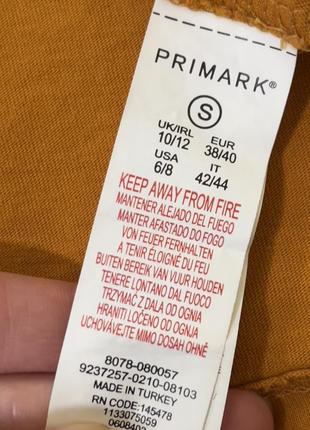 PRIMARK®
S
UK/IRL EUR
10/12 38/40
USA IT
6/8 42/44
KEEP AWAY FROM FIRE
MANTENER ALEJADO DEL FUEGO
MANTER AFASTADO DO FOGO
VON FEUER FERNHALTEN
A TENIR ÉLOIGNÉ DU FEU
BUITEN BEREIK VAN VUUR HOUDEN
TENERE LONTANO DAL FUOCO
TRZYMAĆ Z DALA OD OGNIA
HRANITI LOČENO OD OGNJA
UCHOVÁVEJTE MIMO DOSAH OHNĚ
8078-080057
9237257-0210-08103
MADE IN TURKEY
RN CODE: 145478
1133075059